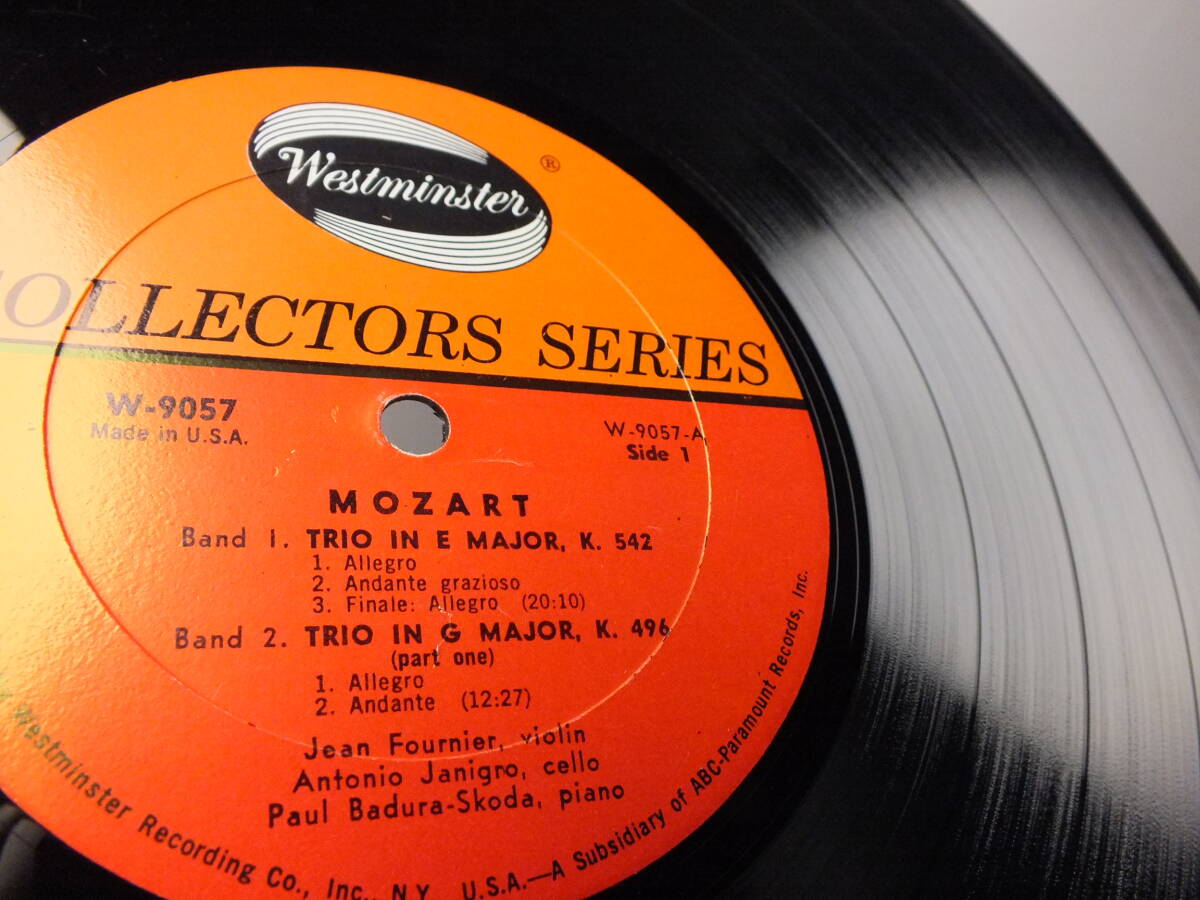 Westminster
®
COLLECTORS SERIES
W-9057
Made in U.S.A.
W-9057-A
Side 1
MOZART
Band 1. TRIO IN E MAJOR, K. 542
1. Allegro
2. Andante grazioso
3. Finale: Allegro (20:10)
Band 2. TRIO IN G MAJOR, K. 496
(part one)
1. Allegro
2. Andante (12:27)
Jean Fournier, violin
Antonio Janigro, cello
Paul Badura-Skoda, piano
Westminster Recording Co., Inc., N.Y., U.S.A.—A Subsidiary of ABC-Paramount Records, Inc.